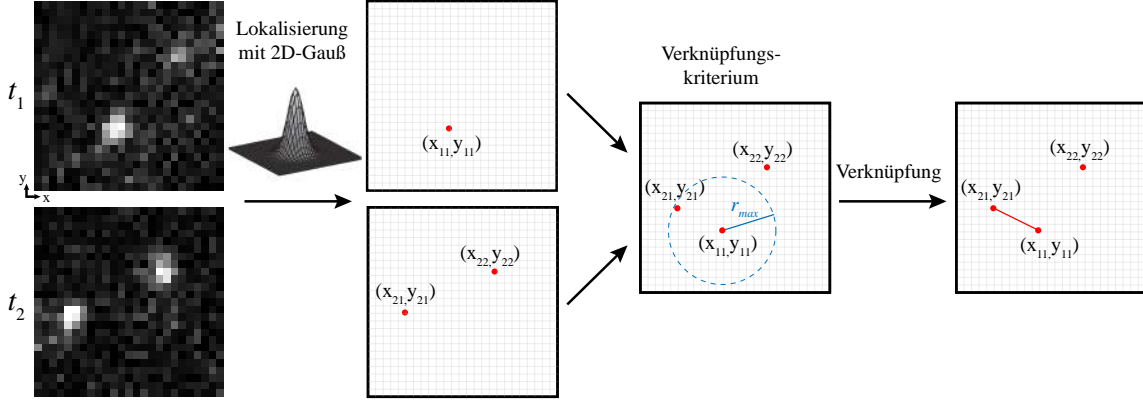 t1
y
x
t2
Lokalisierung
mit 2D-Gauß
(x11,y11)
(x22,y22)
(x21,y21)
Verknüpfungs-
kriterium
(x22,y22)
(x21,y21)
rmax
(x11,y11)
Verknüpfung
(x22,y22)
(x21,y21)
(x11,y11)